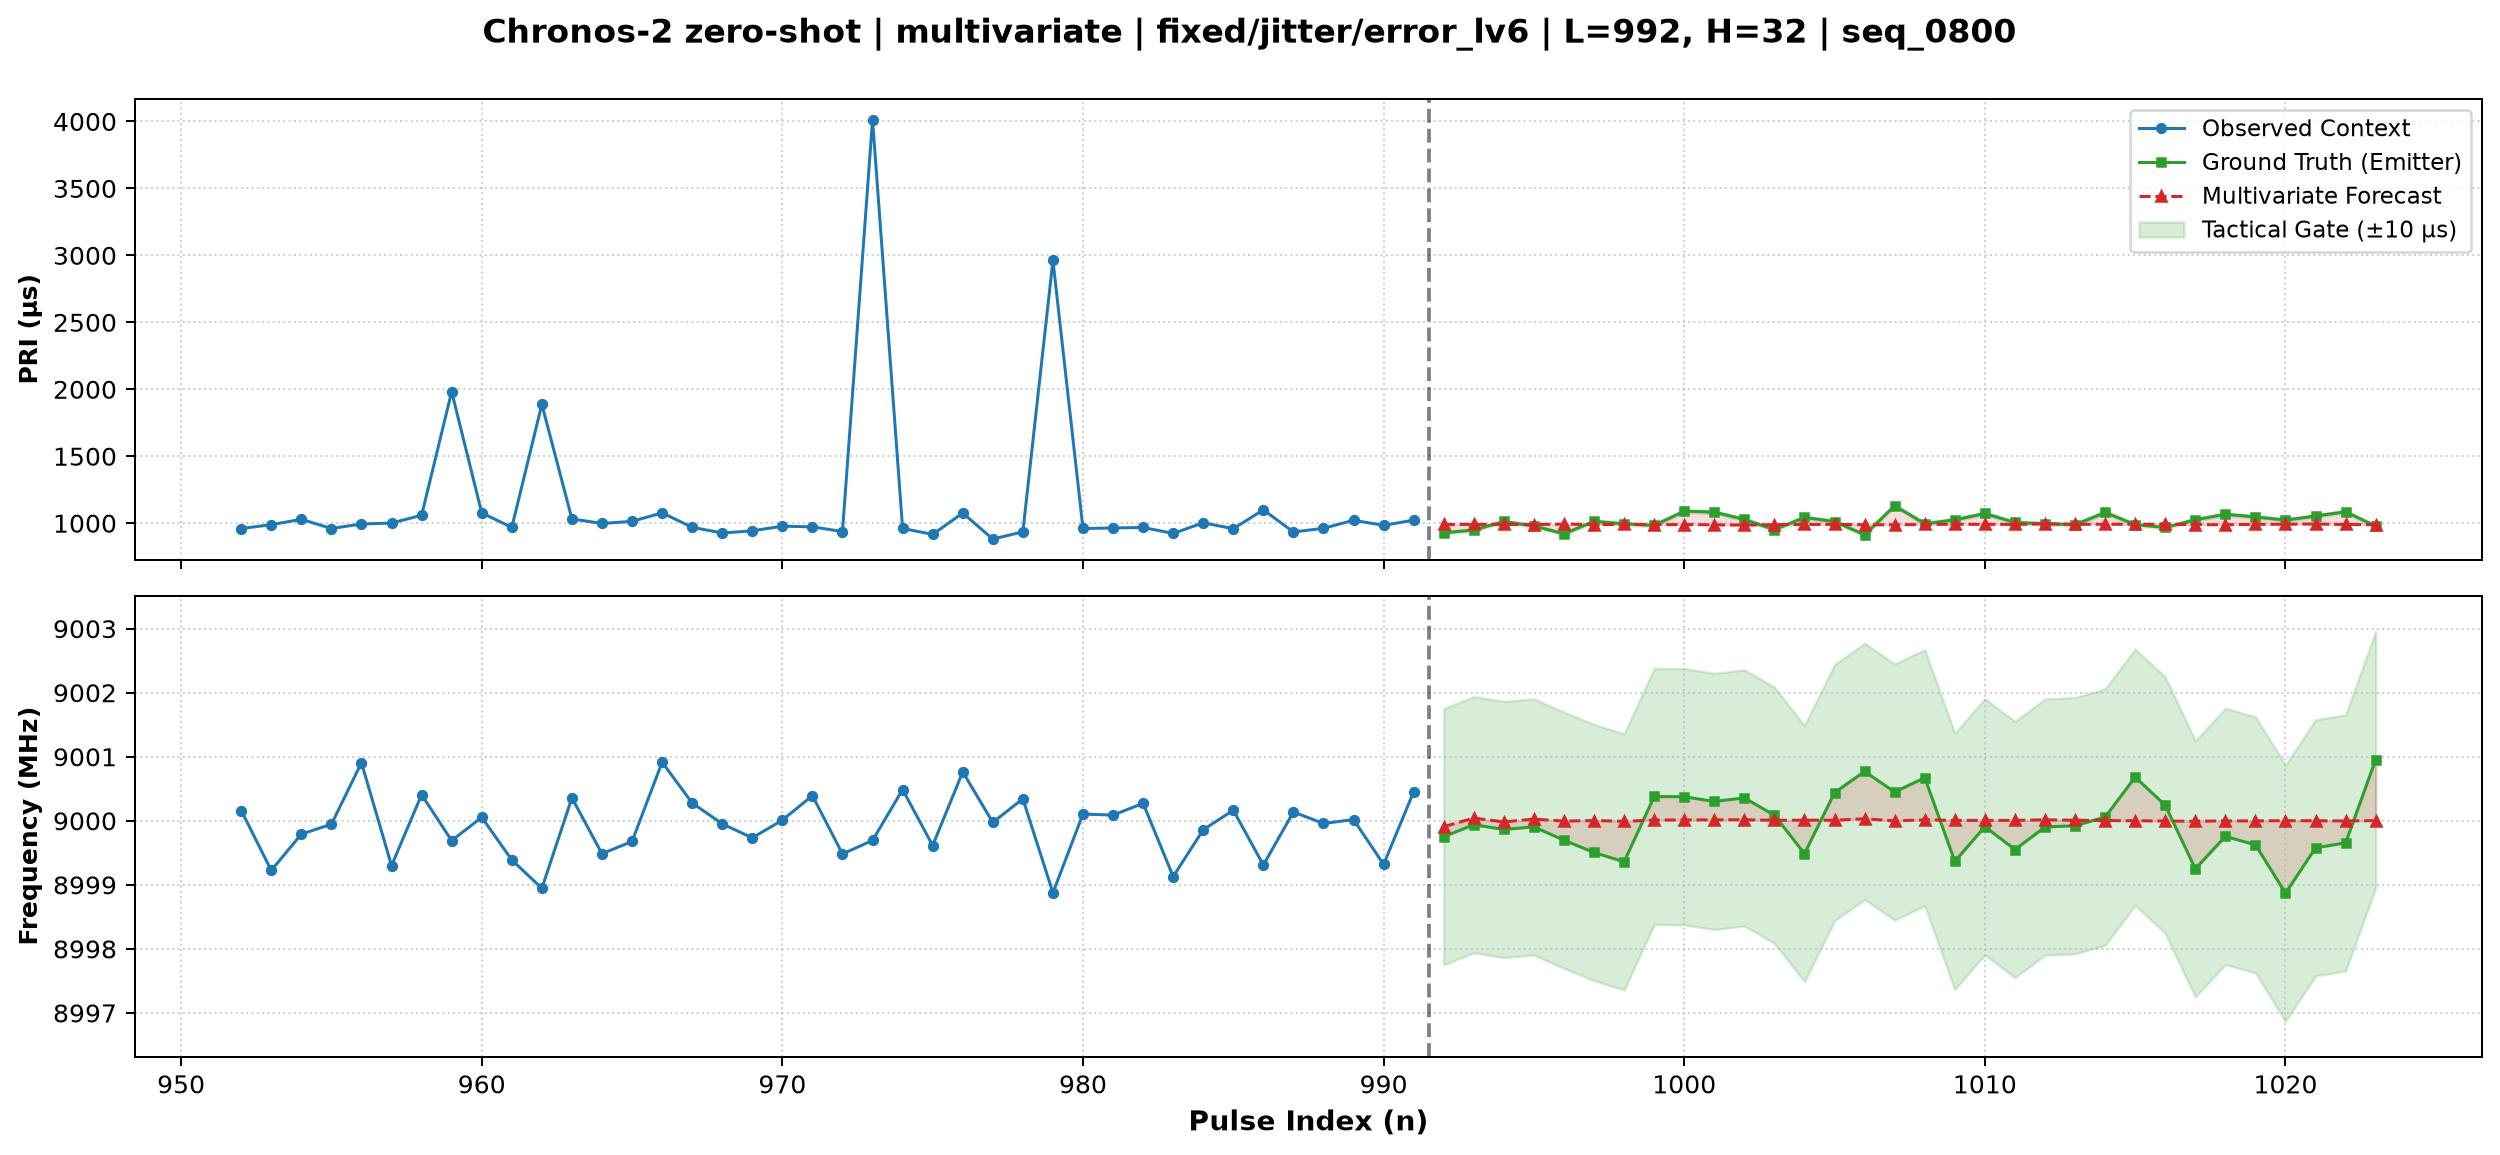 Chronos-2 zero-shot | multivariate | fixed/jitter/error_lv6 | L=992, H=32 | seq_0800
PRI (µs)
4000
3500
3000
2500
2000
1500
1000
Observed Context
Ground Truth (Emitter)
Multivariate Forecast
Tactical Gate (±10 µs)
Frequency (MHz)
9003
9002
9001
9000
8999
8998
8997
950 960 970 980 990 1000 1010 1020
Pulse Index (n)